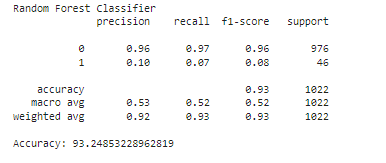 Random Forest Classifier
precision recall f1-score support
0 0.96 0.97 0.96 976
1 0.10 0.07 0.08 46
accuracy 0.93 1022
macro avg 0.53 0.52 0.52 1022
weighted avg 0.92 0.93 0.93 1022
Accuracy: 93.24853228962819